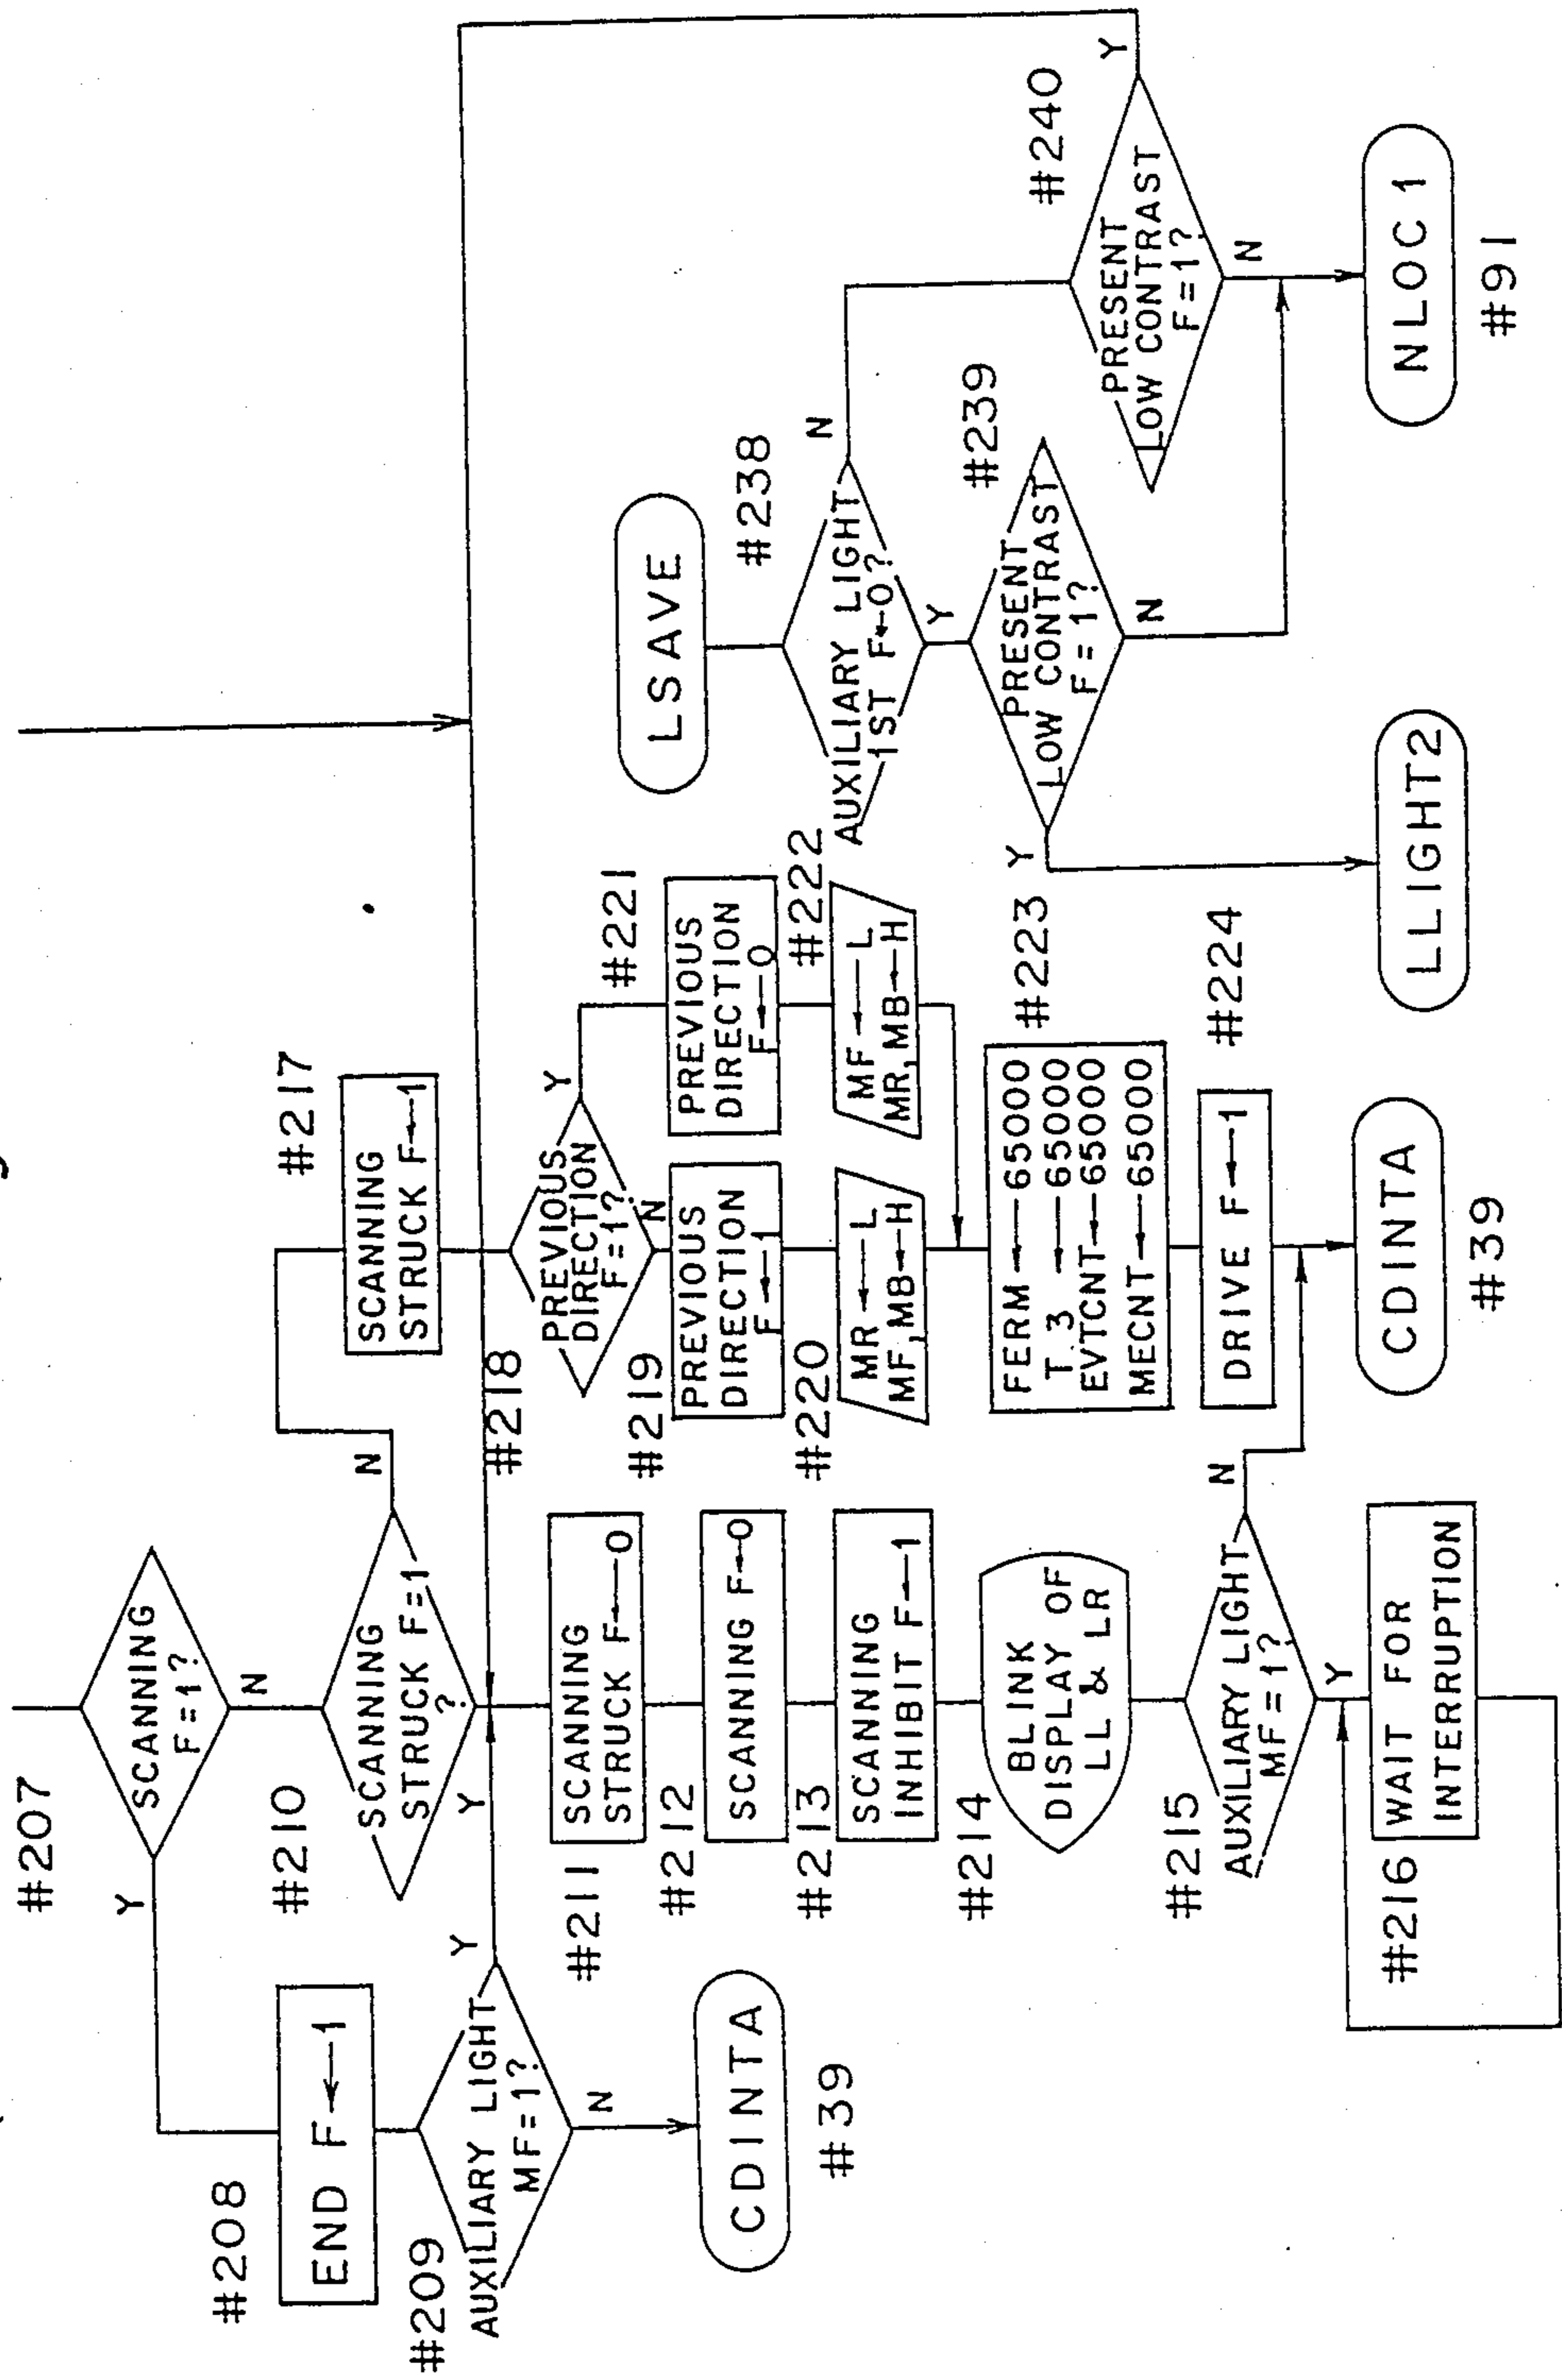 #207
SCANNING
F=1?
Y
N
#208
END F←1
#209
AUXILIARY LIGHT
MF=1?
Y
N
CDINTA
#39
#210
SCANNING
STRUCK F=1
?
Y
N
#211
SCANNING
STRUCK F←0
#212
SCANNING F←0
#213
SCANNING
INHIBIT F←1
#214
BLINK
DISPLAY OF
LL & LR
#215
AUXILIARY LIGHT
MF=1?
N
Y
#216
WAIT FOR
INTERRUPTION
#217
SCANNING
STRUCK F←1
#218
PREVIOUS
DIRECTION
F=1?
Y
N
#219
PREVIOUS
DIRECTION
F←1
#220
MR←L
MF,MB←H
#221
PREVIOUS
DIRECTION
F←0
#222
MF←L
MR,MB←H
#223
FERM←65000
T.3←65000
EVTCNT←65000
MECNT←65000
#224
DRIVE F←1
CDINTA
#39
LSAVE
#238
AUXILIARY LIGHT
1ST F←0?
N
Y
#239
PRESENT
LOW CONTRAST
F=1?
Y
N
LLIGHT2
#240
PRESENT
LOW CONTRAST
F=1?
Y
N
NLOC1
#91